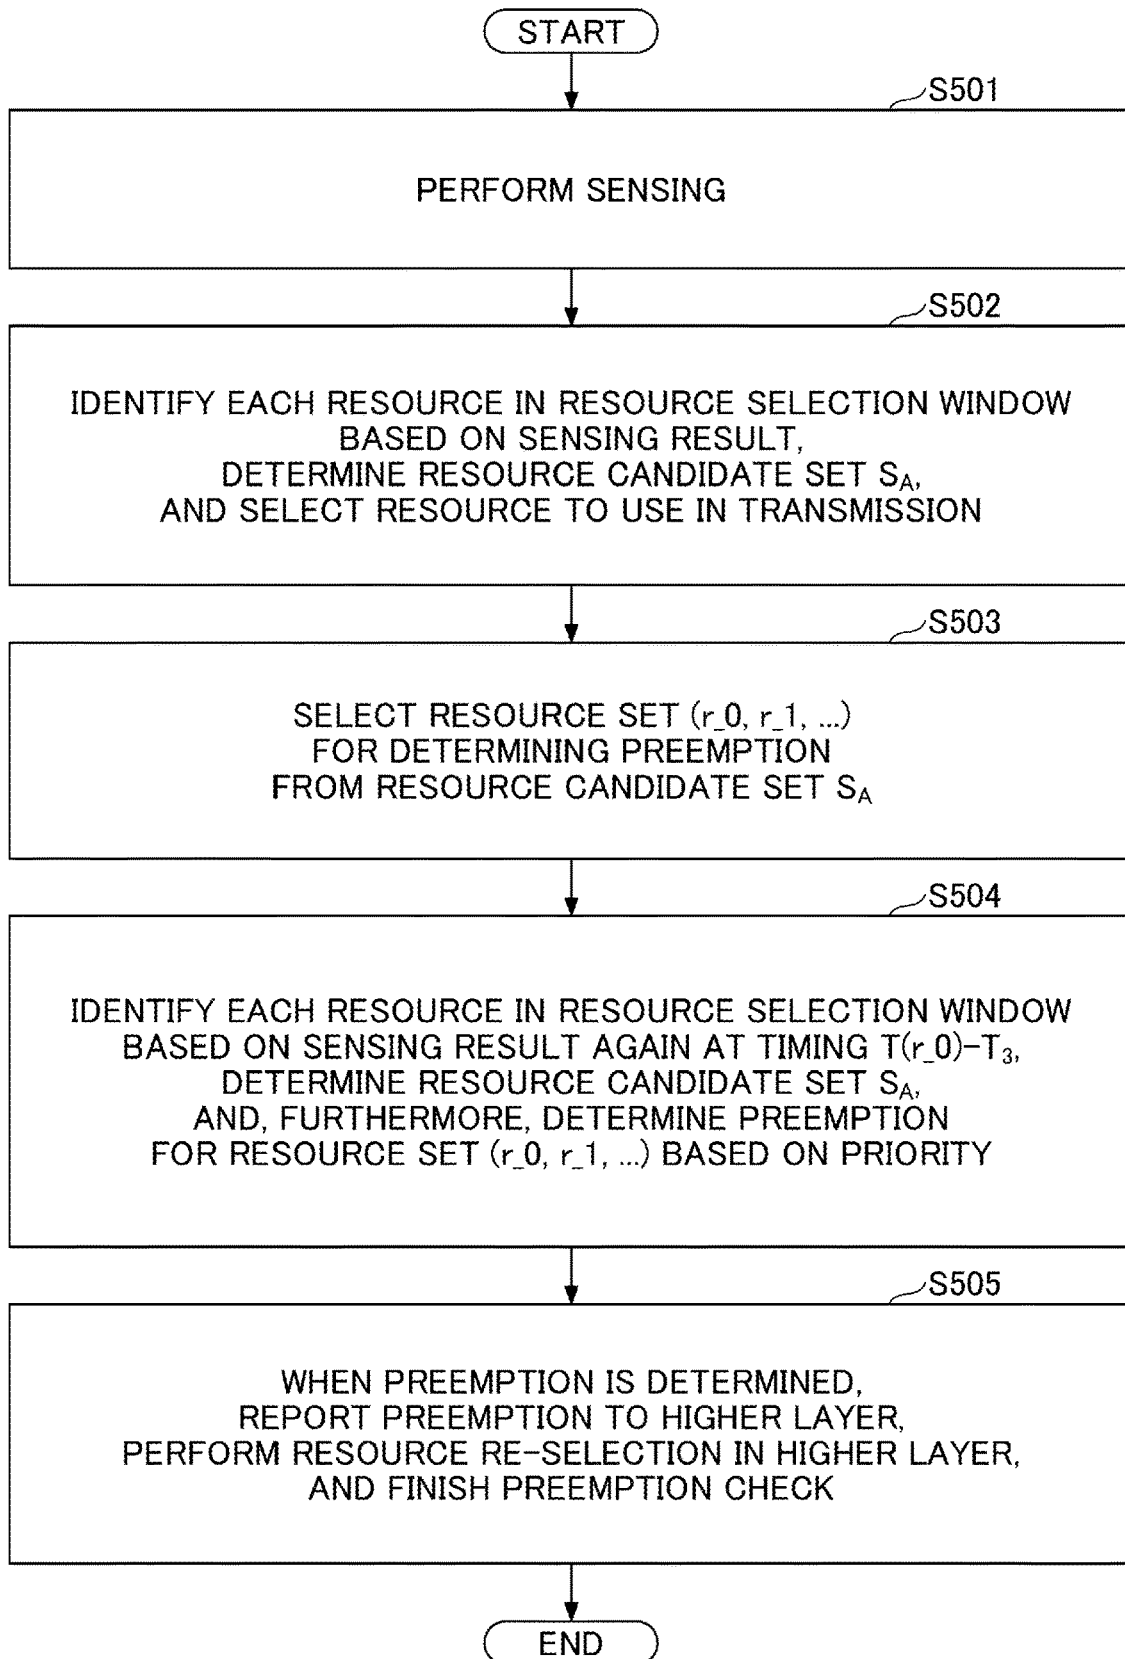 START
S501
PERFORM SENSING
S502
IDENTIFY EACH RESOURCE IN RESOURCE SELECTION WINDOW
BASED ON SENSING RESULT,
DETERMINE RESOURCE CANDIDATE SET S_A,
AND SELECT RESOURCE TO USE IN TRANSMISSION
S503
SELECT RESOURCE SET (r_0, r_1, ...)
FOR DETERMINING PREEMPTION
FROM RESOURCE CANDIDATE SET S_A
S504
IDENTIFY EACH RESOURCE IN RESOURCE SELECTION WINDOW
BASED ON SENSING RESULT AGAIN AT TIMING T(r_0)-T_3,
DETERMINE RESOURCE CANDIDATE SET S_A,
AND, FURTHERMORE, DETERMINE PREEMPTION
FOR RESOURCE SET (r_0, r_1, ...) BASED ON PRIORITY
S505
WHEN PREEMPTION IS DETERMINED,
REPORT PREEMPTION TO HIGHER LAYER,
PERFORM RESOURCE RE-SELECTION IN HIGHER LAYER,
AND FINISH PREEMPTION CHECK
END